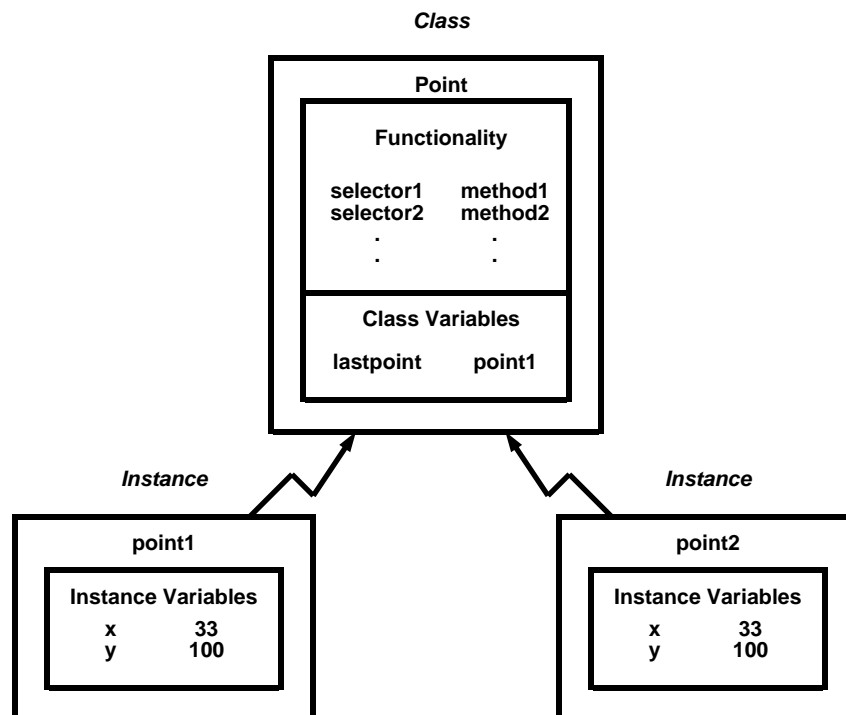 Class
Point
Functionality
selector1 method1
selector2 method2
. .
. .
Class Variables
lastpoint point1
Instance Instance
point1
Instance Variables
x 33
y 100
point2
Instance Variables
x 33
y 100